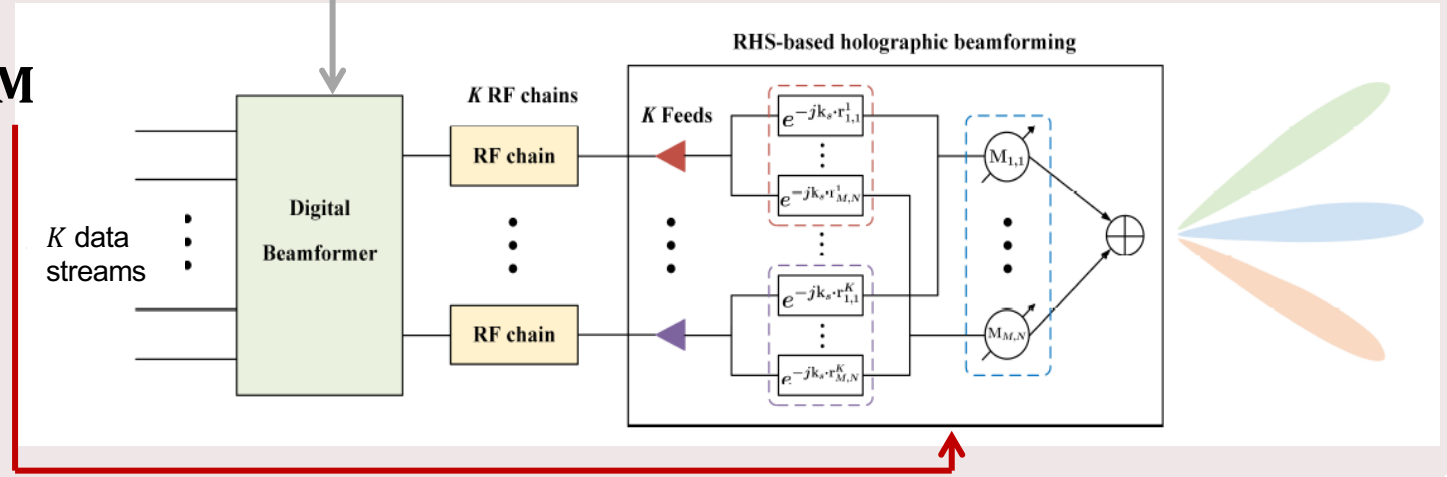 RHS-based holographic beamforming
M
K RF chains
K Feeds
RF chain
Digital
Beamformer
K data
streams
RF chain
e^{-jk_s·r^1_{1,1}}
e^{-jk_s·r^1_{M,N}}
e^{-jk_s·r^K_{1,1}}
e^{-jk_s·r^K_{M,N}}
M_{1,1}
M_{M,N}